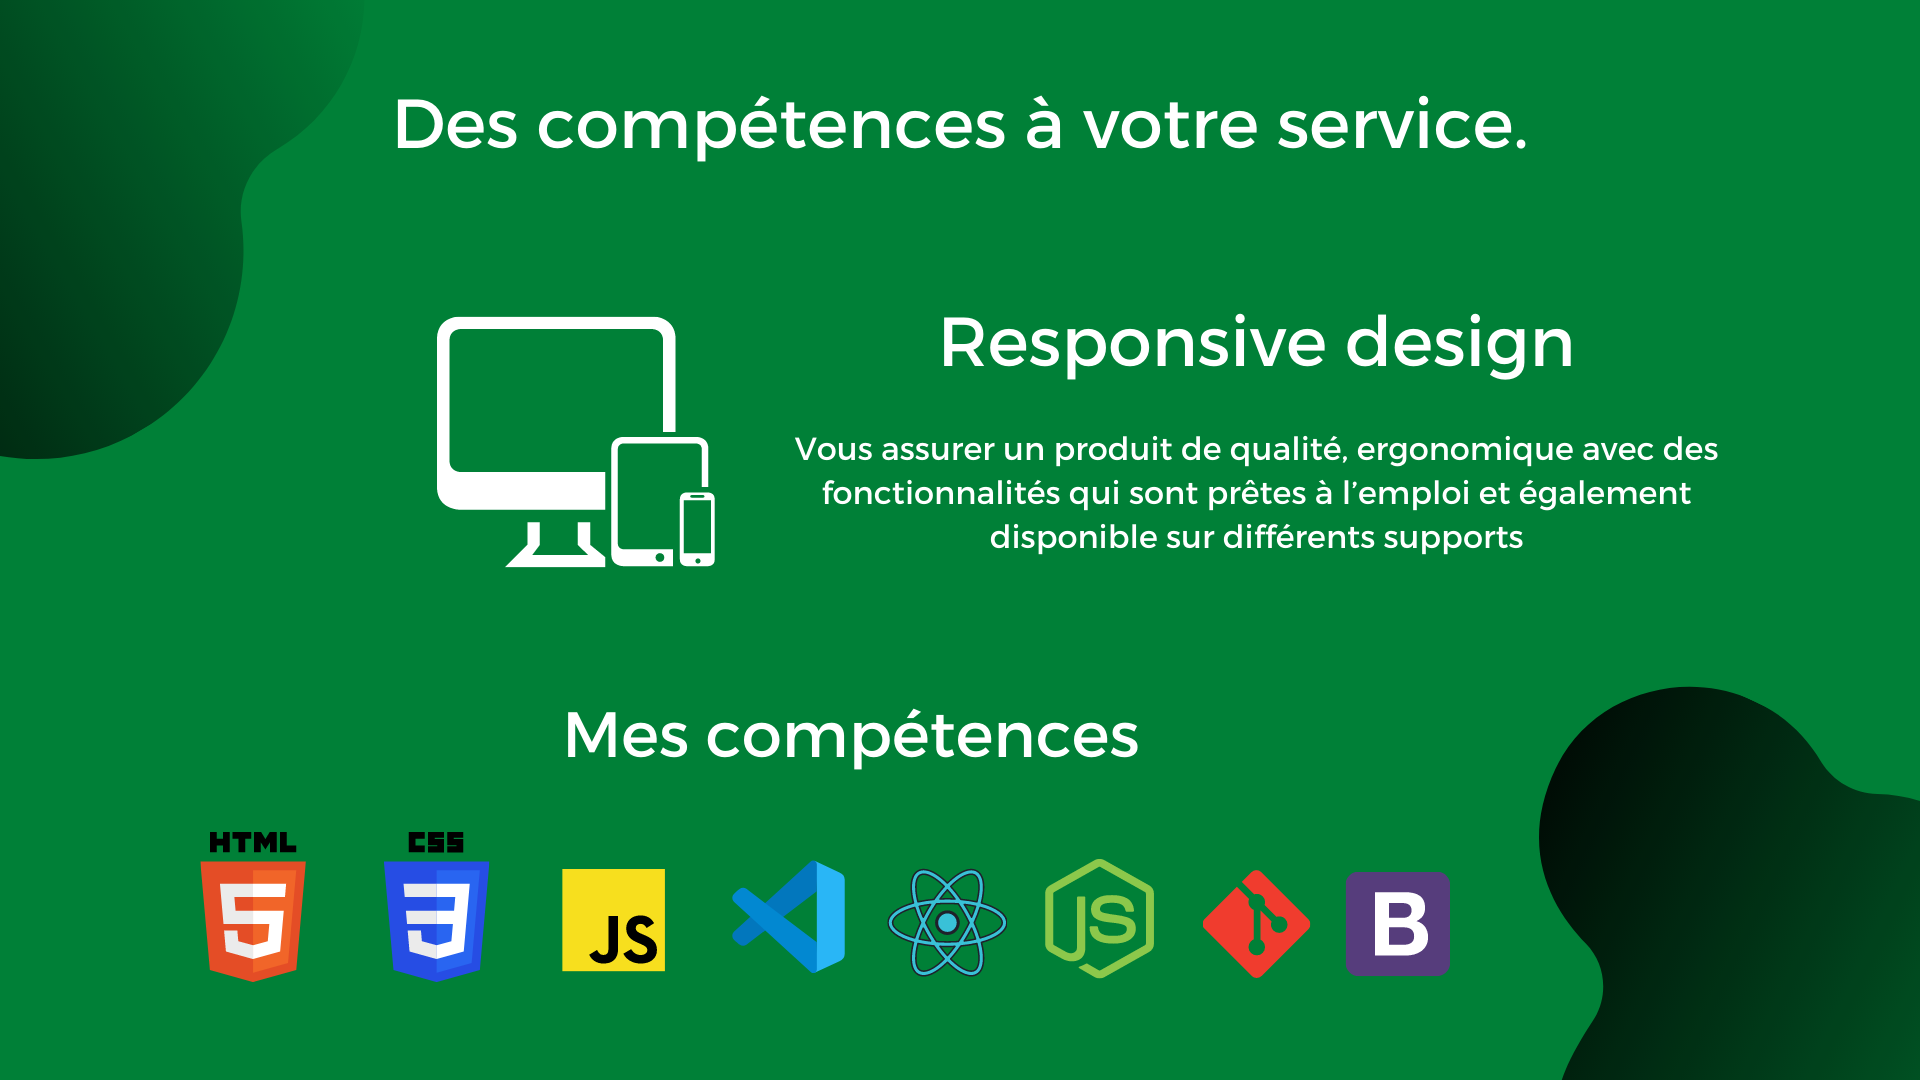 Des compétences à votre service.
Responsive design
Vous assurer un produit de qualité, ergonomique avec des
fonctionnalités qui sont prêtes à l’emploi et également
disponible sur différents supports
Mes compétences
HTML
5
CSS
3
JS
JS
B